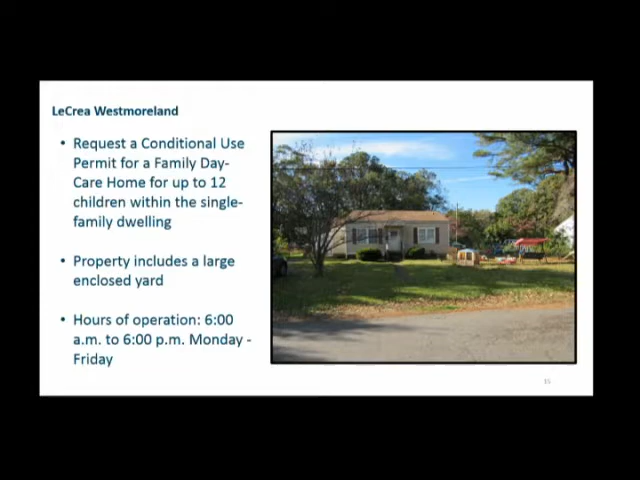 LeCrea Westmoreland
• Request a Conditional Use
Permit for a Family Day-
Care Home for up to 12
children within the single-
family dwelling
• Property includes a large
enclosed yard
• Hours of operation: 6:00
a.m. to 6:00 p.m. Monday -
Friday